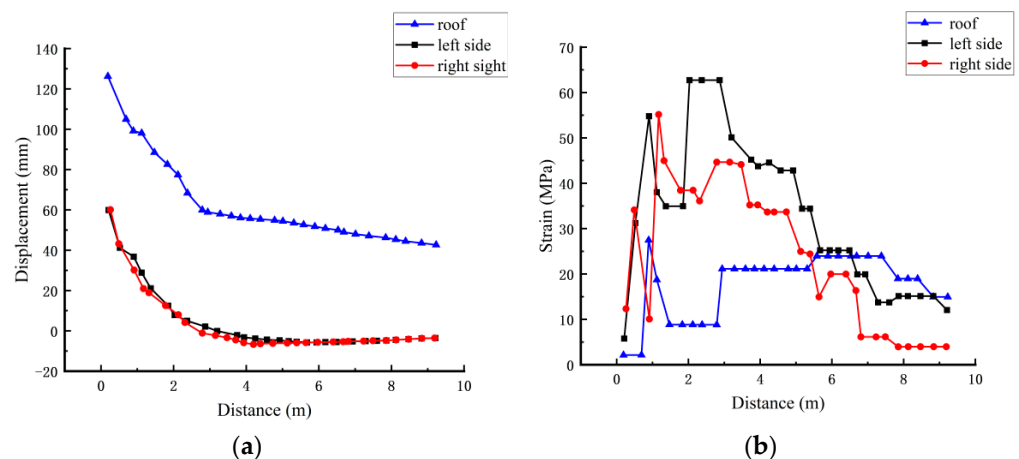 roof
left side
right sight
140
120
100
80
60
40
20
0
−20
Displacement (mm)
0 2 4 6 8 10
Distance (m)
(a)
roof
left side
right side
70
60
50
40
30
20
10
0
Strain (MPa)
0 2 4 6 8 10
Distance (m)
(b)